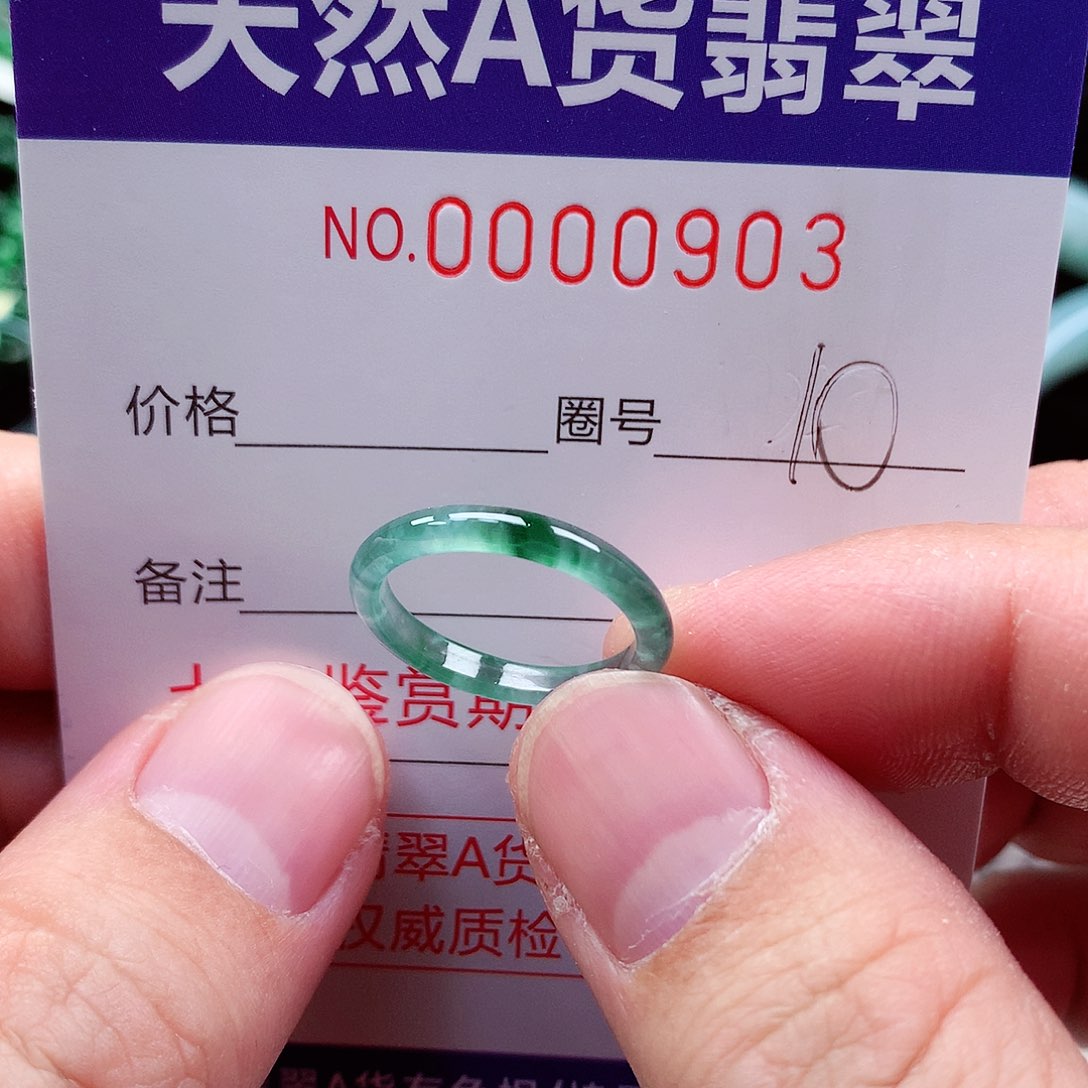 天然A货翡翠
NO.0000903
价格 圈号 10
备注
鉴赏期
翠A货
权威质检